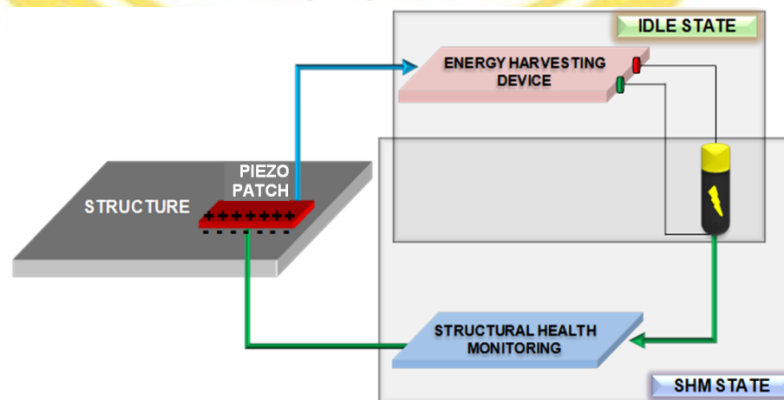 IDLE STATE
ENERGY HARVESTING
DEVICE
PIEZO
PATCH
STRUCTURE
+ + + + + + +
- - - - - - -
STRUCTURAL HEALTH
MONITORING
SHM STATE